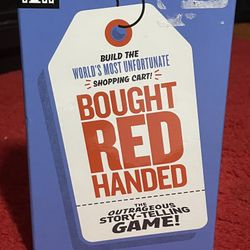 BUILD THE
WORLD'S MOST UNFORTUNATE
SHOPPING CART!
BOUGHT
RED
HANDED
THE
OUTRAGEOUS
STORY-TELLING
GAME!